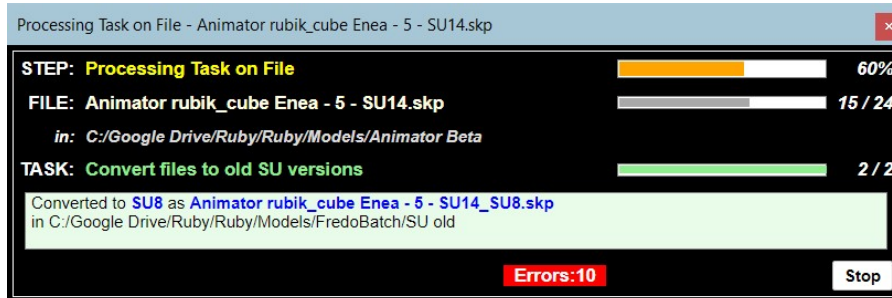 Processing Task on File - Animator rubik_cube Enea - 5 - SU14.skp
STEP: Processing Task on File 60%
FILE: Animator rubik_cube Enea - 5 - SU14.skp 15 / 24
in: C:/Google Drive/Ruby/Ruby/Models/Animator Beta
TASK: Convert files to old SU versions 2 / 2
Converted to SU8 as Animator rubik_cube Enea - 5 - SU14_SU8.skp
in C:/Google Drive/Ruby/Ruby/Models/FredoBatch/SU old
Errors:10
Stop